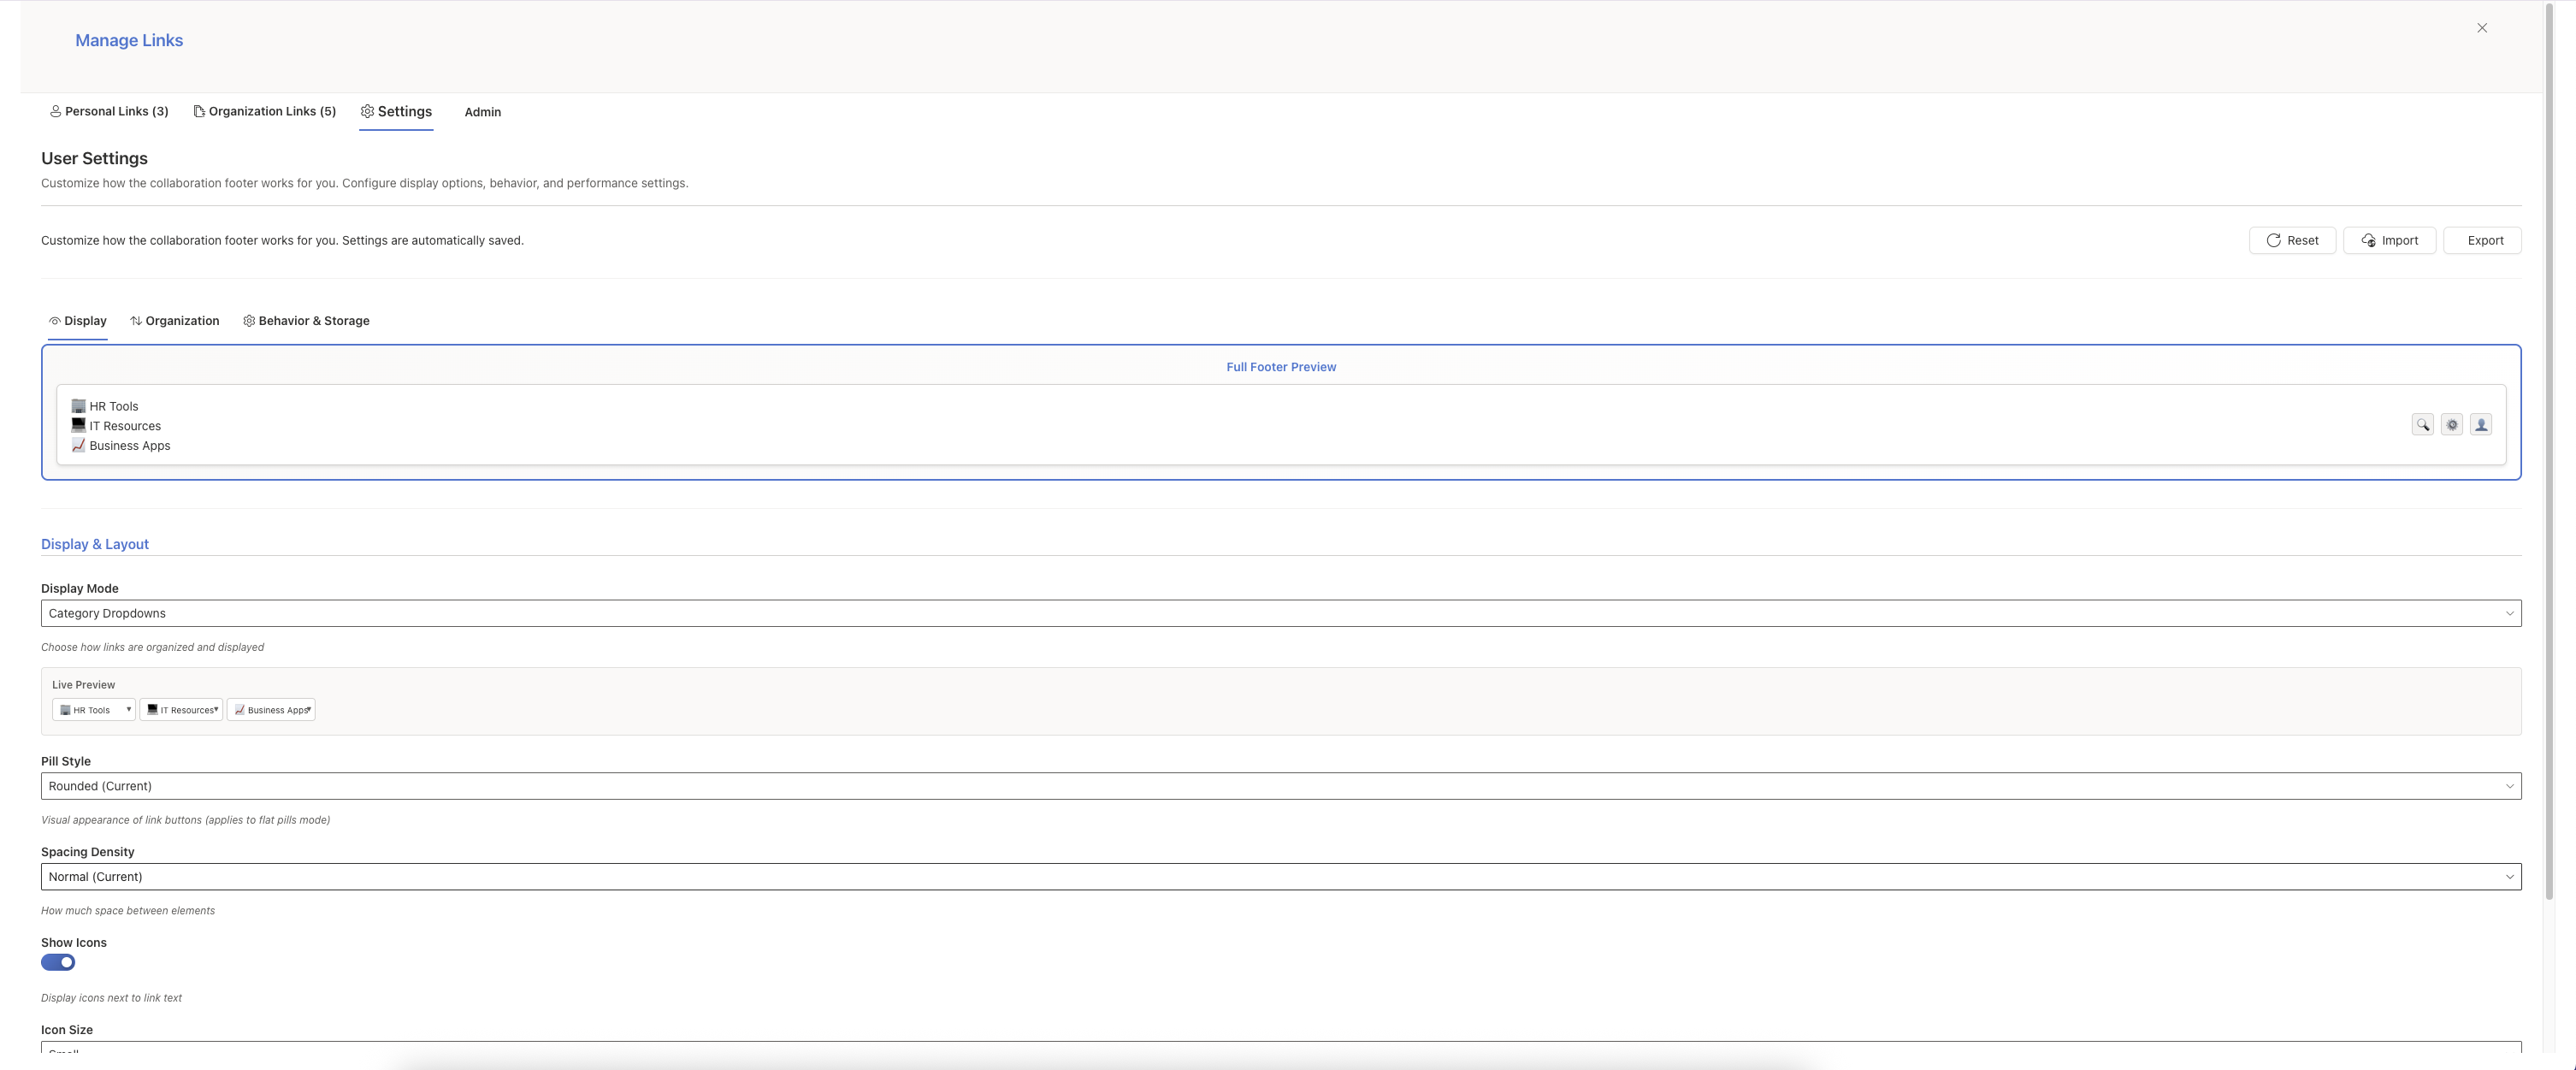 Manage Links
Personal Links (3) Organization Links (5) Settings Admin
User Settings
Customize how the collaboration footer works for you. Configure display options, behavior, and performance settings.
Customize how the collaboration footer works for you. Settings are automatically saved.
Reset Import Export
Display Organization Behavior & Storage
Full Footer Preview
HR Tools
IT Resources
Business Apps
Display & Layout
Display Mode
Category Dropdowns
Choose how links are organized and displayed
Live Preview
HR Tools IT Resources Business Apps
Pill Style
Rounded (Current)
Visual appearance of link buttons (applies to flat pills mode)
Spacing Density
Normal (Current)
How much space between elements
Show Icons
Display icons next to link text
Icon Size